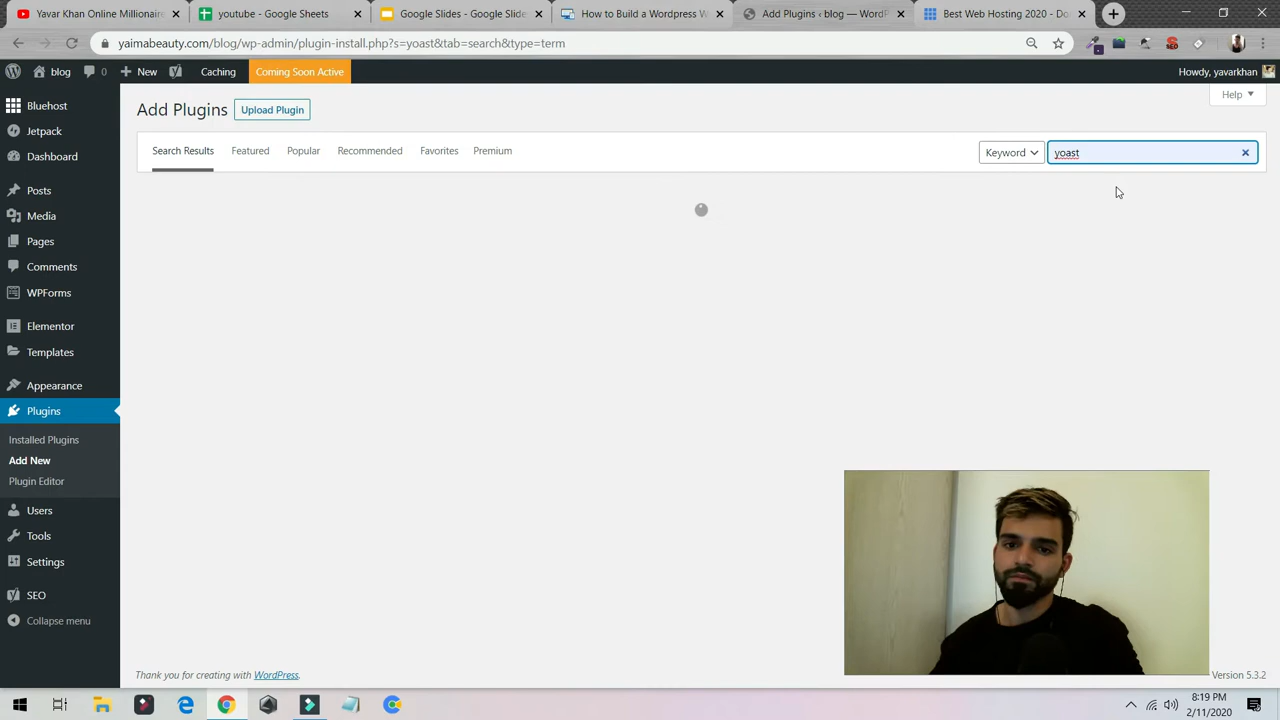 Yavar Khan Online Millionaire
youtube - Google Sheets
Google Slides - Google Slid
How to Build a Wordpress W
Add Plugins ‹ blog — WordP
Best Web Hosting 2020 - Do
yaimabeauty.com/blog/wp-admin/plugin-install.php?s=yoast&tab=search&type=term
blog
0
New
Caching
Coming Soon Active
Howdy, yavarkhan
Help
Add Plugins
Upload Plugin
Search Results
Featured
Popular
Recommended
Favorites
Premium
Keyword
yoast
Bluehost
Jetpack
Dashboard
Posts
Media
Pages
Comments
WPForms
Elementor
Templates
Appearance
Plugins
Installed Plugins
Add New
Plugin Editor
Users
Tools
Settings
SEO
Collapse menu
Thank you for creating with WordPress.
Version 5.3.2
8:19 PM
2/11/2020